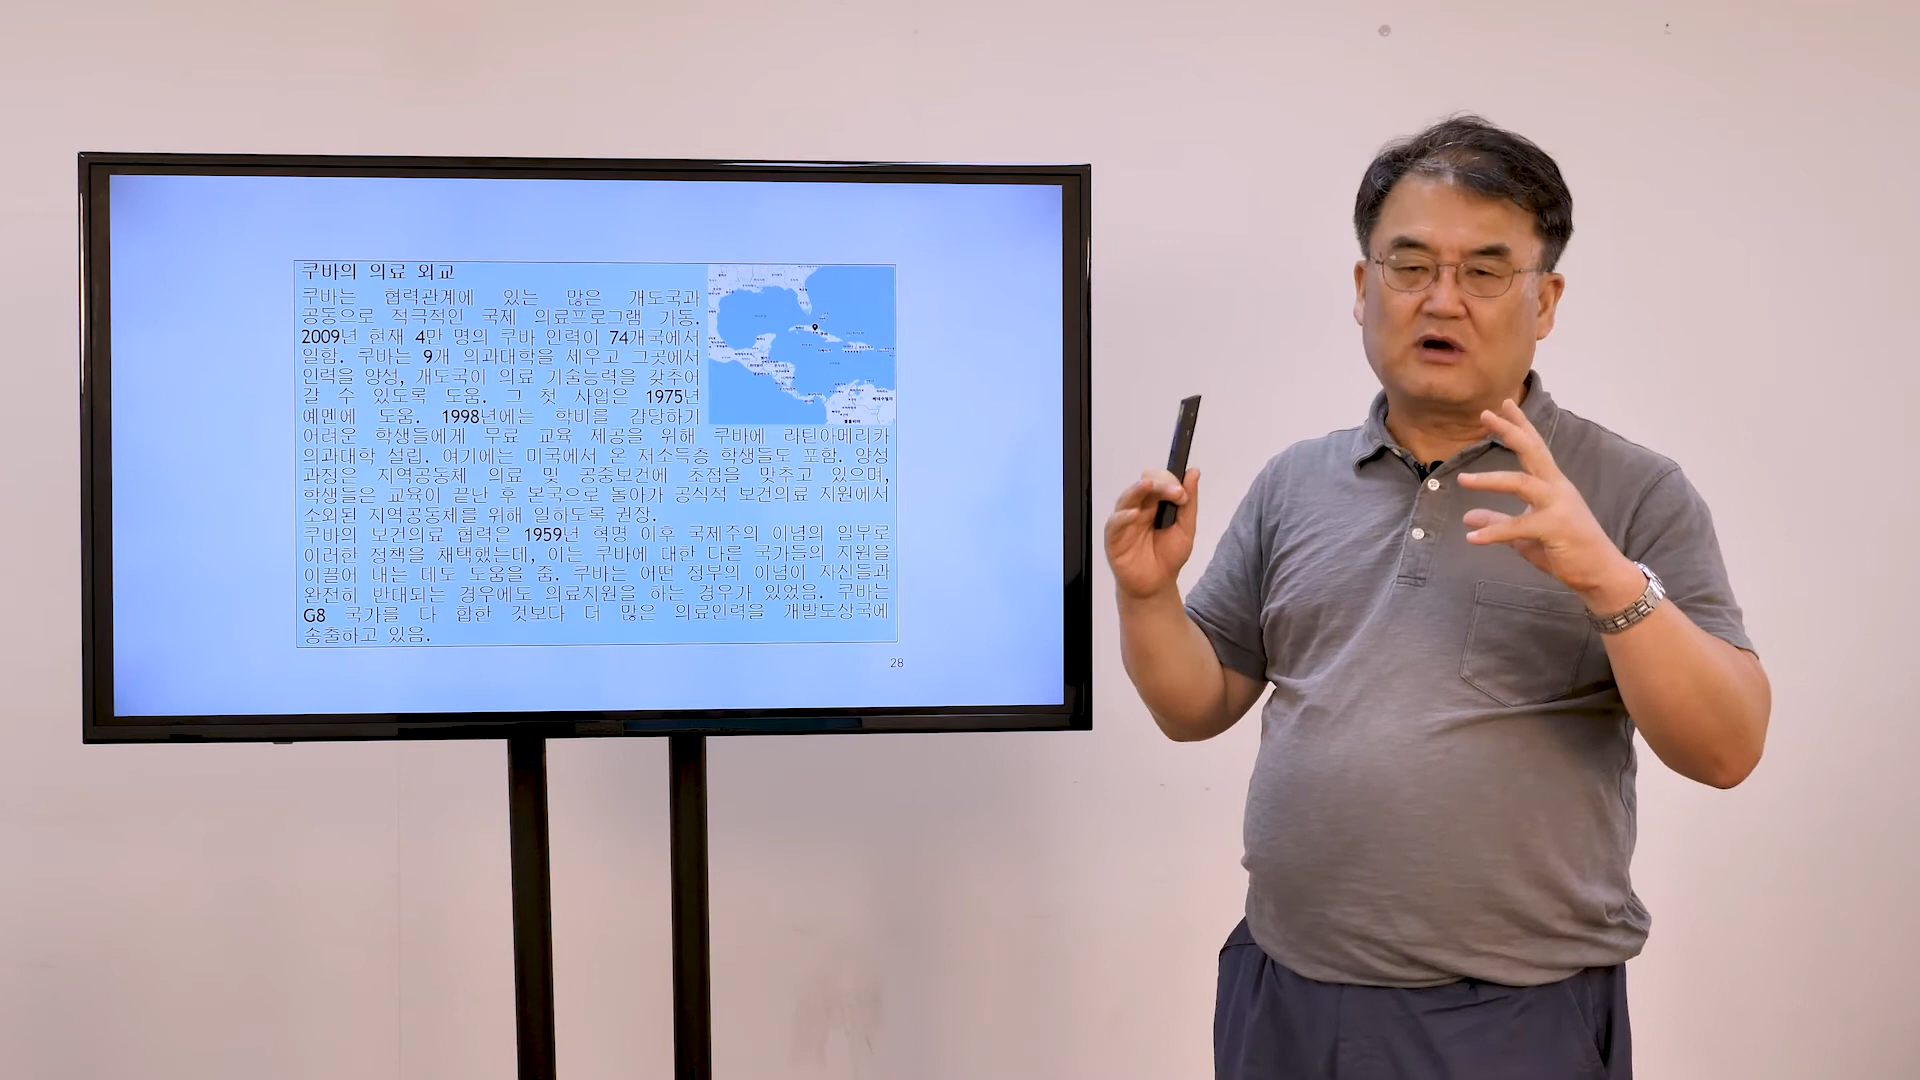 쿠바의 의료 외교
쿠바는 협력관계에 있는 많은 개도국과
공동으로 적극적인 국제 의료프로그램 가동.
2009년 현재 4만 명의 쿠바 인력이 74개국에서
일함. 쿠바는 9개 의과대학을 세우고 그곳에서
인력을 양성, 개도국이 의료 기술능력을 갖추어
갈 수 있도록 도움. 그 첫 사업은 1975년
예멘에 도움. 1998년에는 학비를 감당하기
어려운 학생들에게 무료 교육 제공을 위해 쿠바에 라틴아메리카
의과대학 설립. 여기에는 미국에서 온 저소득층 학생들도 포함. 양성
과정은 지역공동체 의료 및 공중보건에 초점을 맞추고 있으며,
학생들은 교육이 끝난 후 본국으로 돌아가 공식적 보건의료 지원에서
소외된 지역공동체를 위해 일하도록 권장.
쿠바의 보건의료 협력은 1959년 혁명 이후 국제주의 이념의 일부로
이러한 정책을 채택했는데, 이는 쿠바에 대한 다른 국가들의 지원을
이끌어 내는 데도 도움을 줌. 쿠바는 어떤 정부의 이념이 자신들과
완전히 반대되는 경우에도 의료지원을 하는 경우가 있었음. 쿠바는
G8 국가를 다 합한 것보다 더 많은 의료인력을 개발도상국에
송출하고 있음.
28